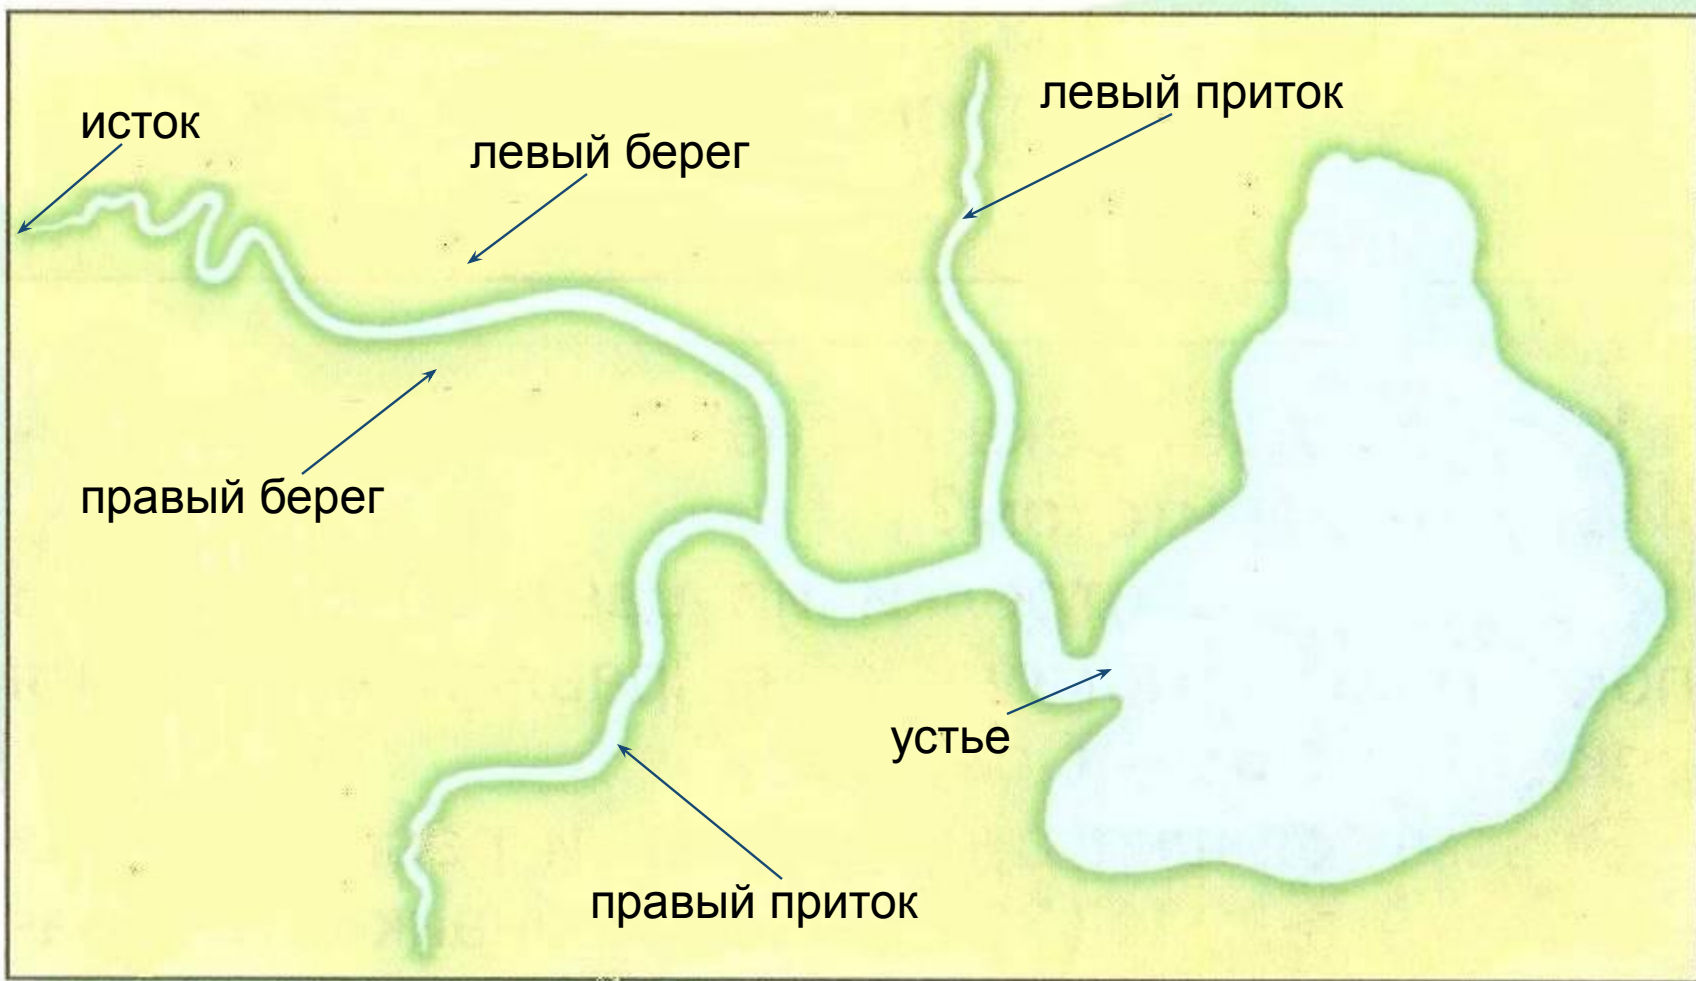 левый приток
исток
левый берег
правый берег
устье
правый приток